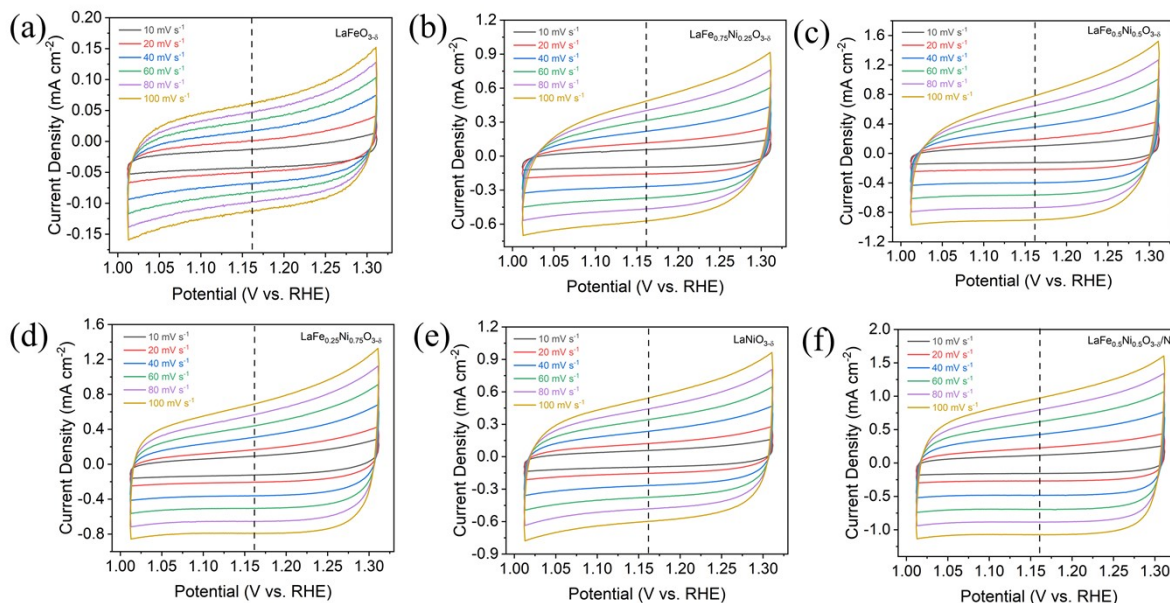 (a)
LaFeO3-δ
10 mV s-1
20 mV s-1
40 mV s-1
60 mV s-1
80 mV s-1
100 mV s-1
0.20
0.15
0.10
0.05
0.00
-0.05
-0.10
-0.15
Current Density (mA cm-2)
1.00 1.05 1.10 1.15 1.20 1.25 1.30
Potential (V vs. RHE)
(b)
LaFe0.75Ni0.25O3-δ
10 mV s-1
20 mV s-1
40 mV s-1
60 mV s-1
80 mV s-1
100 mV s-1
1.2
0.9
0.6
0.3
0.0
-0.3
-0.6
Current Density (mA cm-2)
1.00 1.05 1.10 1.15 1.20 1.25 1.30
Potential (V vs. RHE)
(c)
LaFe0.5Ni0.5O3-δ
10 mV s-1
20 mV s-1
40 mV s-1
60 mV s-1
80 mV s-1
100 mV s-1
1.6
1.2
0.8
0.4
0.0
-0.4
-0.8
-1.2
Current Density (mA cm-2)
1.00 1.05 1.10 1.15 1.20 1.25 1.30
Potential (V vs. RHE)
(d)
LaFe0.25Ni0.75O3-δ
10 mV s-1
20 mV s-1
40 mV s-1
60 mV s-1
80 mV s-1
100 mV s-1
1.6
1.2
0.8
0.4
0.0
-0.4
-0.8
Current Density (mA cm-2)
1.00 1.05 1.10 1.15 1.20 1.25 1.30
Potential (V vs. RHE)
(e)
LaNiO3-δ
10 mV s-1
20 mV s-1
40 mV s-1
60 mV s-1
80 mV s-1
100 mV s-1
1.2
0.9
0.6
0.3
0.0
-0.3
-0.6
-0.9
Current Density (mA cm-2)
1.00 1.05 1.10 1.15 1.20 1.25 1.30
Potential (V vs. RHE)
(f)
LaFe0.5Ni0.5O3-δ/N
10 mV s-1
20 mV s-1
40 mV s-1
60 mV s-1
80 mV s-1
100 mV s-1
2.0
1.5
1.0
0.5
0.0
-0.5
-1.0
Current Density (mA cm-2)
1.00 1.05 1.10 1.15 1.20 1.25 1.30
Potential (V vs. RHE)